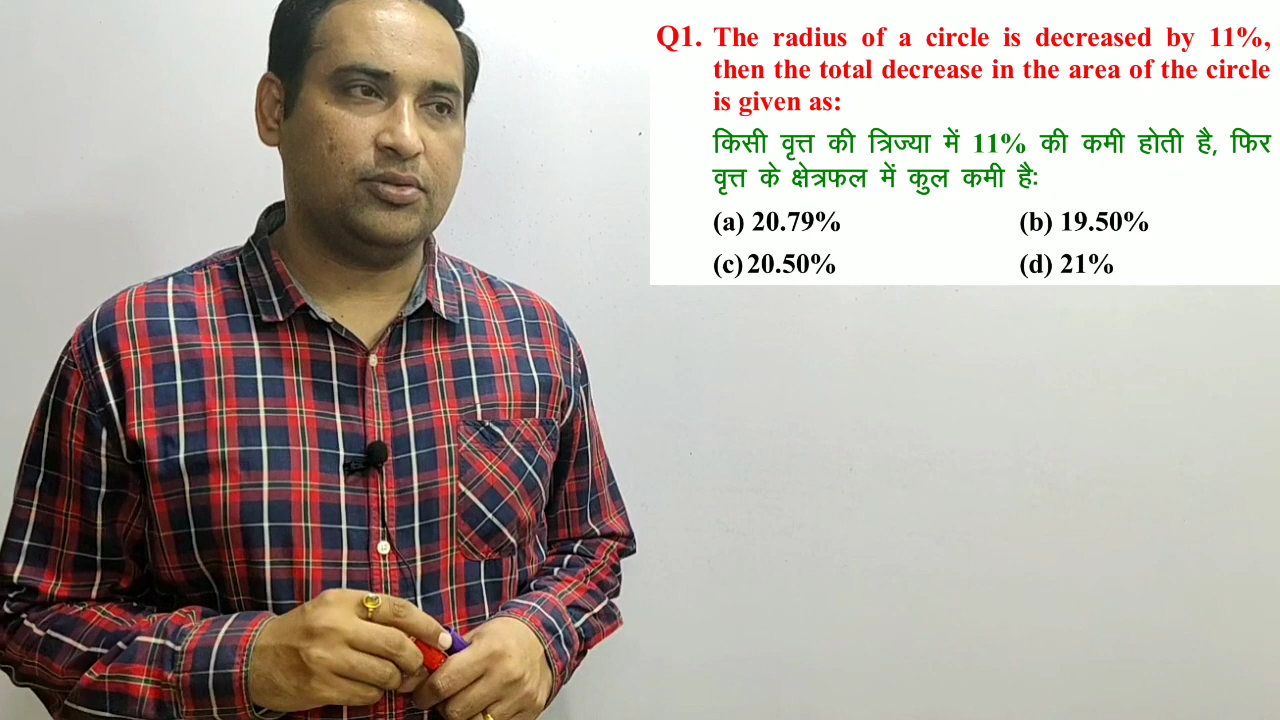 Q1. The radius of a circle is decreased by 11%,
then the total decrease in the area of the circle
is given as:
किसी वृत्त की त्रिज्या में 11% की कमी होती है, फिर
वृत्त के क्षेत्रफल में कुल कमी है:
(a) 20.79% (b) 19.50%
(c) 20.50% (d) 21%